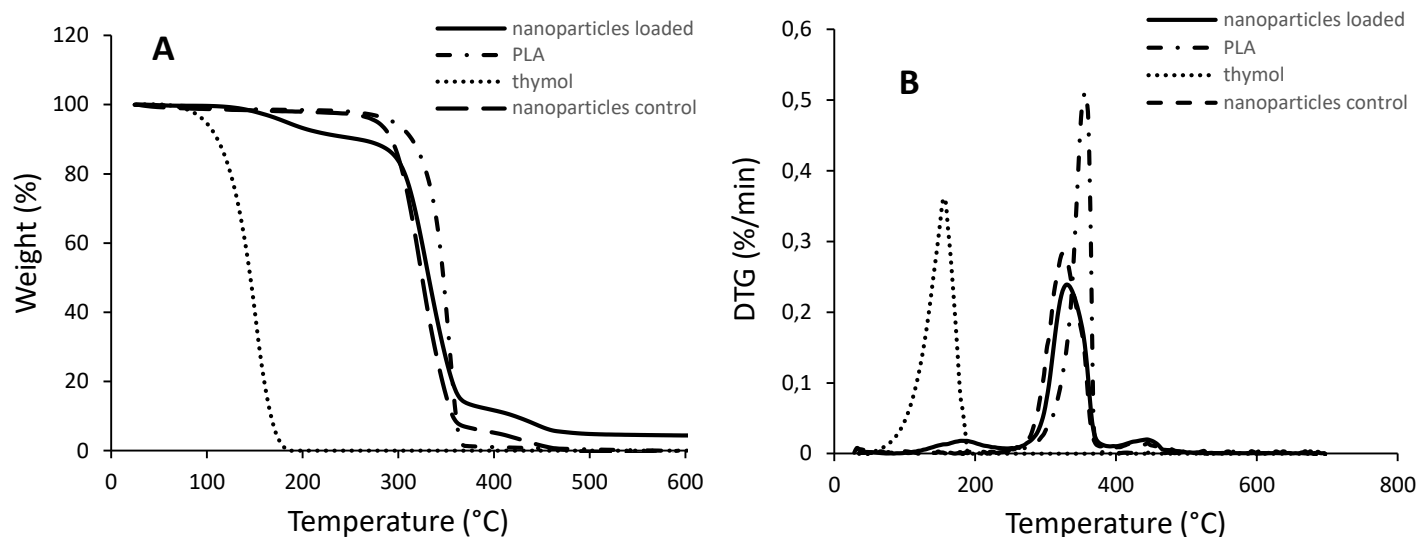 A
nanoparticles loaded
PLA
thymol
nanoparticles control
Weight (%)
120
100
80
60
40
20
0
0 100 200 300 400 500 600
Temperature (°C)
B
nanoparticles loaded
PLA
thymol
nanoparticles control
DTG (%/min)
0,6
0,5
0,4
0,3
0,2
0,1
0
0 200 400 600 800
Temperature (°C)